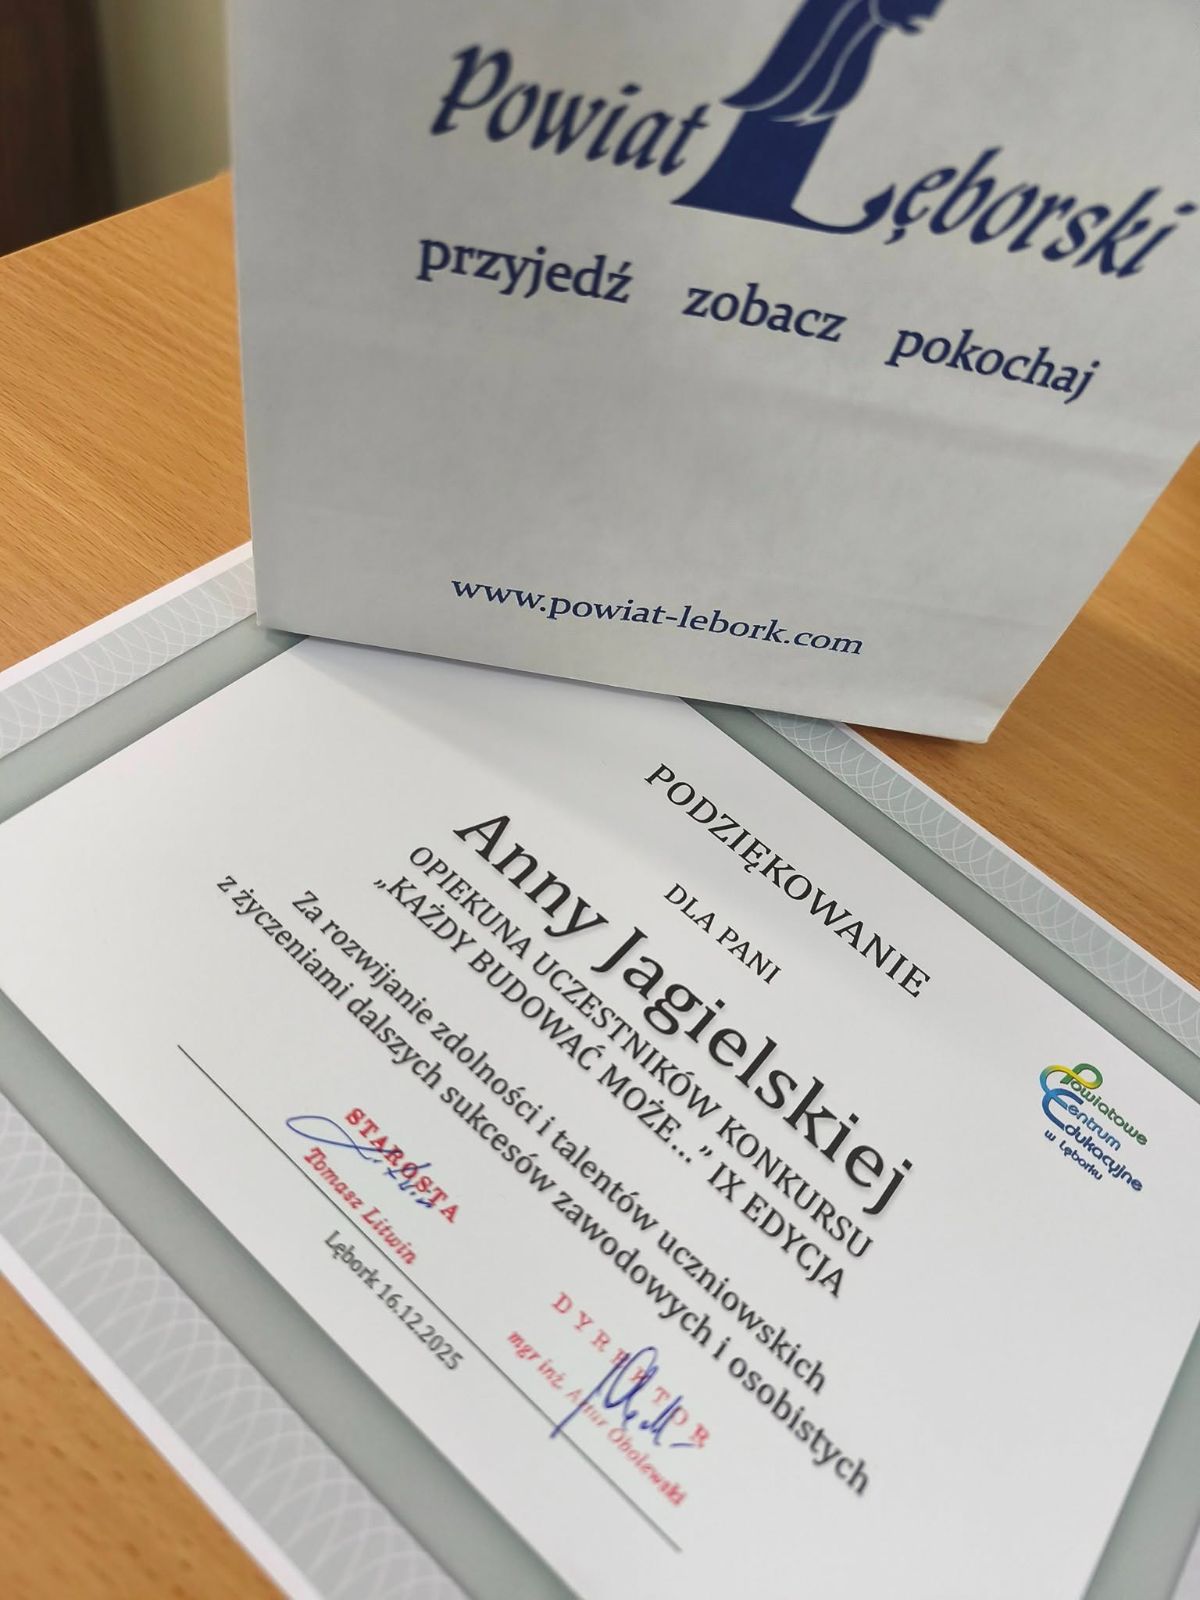 Powiat Lęborski
przyjedź zobacz pokochaj
www.powiat-lebork.com
PODZIĘKOWANIE
DLA PANI
Anny Jagielskiej
OPIEKUNA UCZESTNIKÓW KONKURSU
„KAŻDY BUDOWAĆ MOŻE...” IX EDYCJA
Za rozwijanie zdolności i talentów uczniowskich
z życzeniami dalszych sukcesów zawodowych i osobistych
Powiatowe
Centrum
Edukacyjne
w Lęborku
STAROSTA
Tomasz Litwin
DYREKTOR
mgr inż. Artur Obolewski
Lębork 16.12.2025